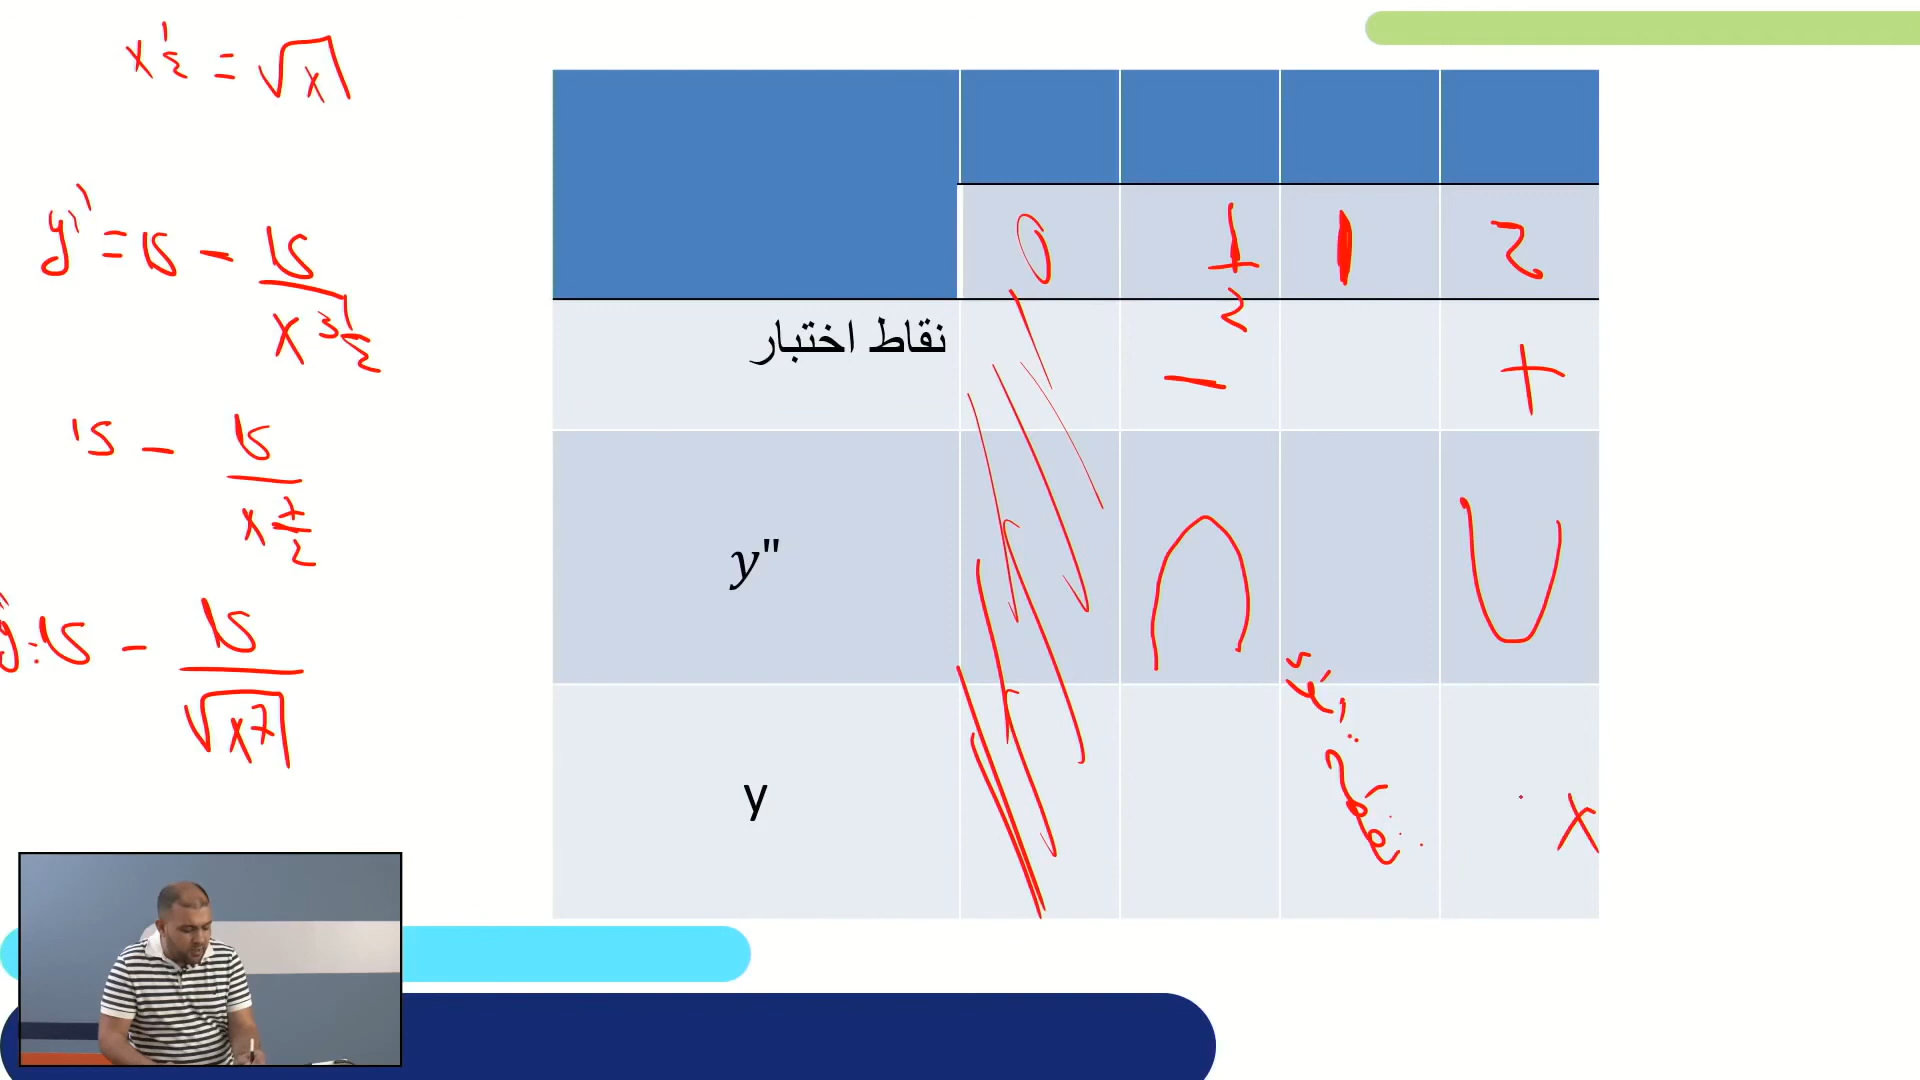 x^{1/2} = √x
y'' = 15 - 15/x^{3 1/2}
15 - 15/x^{7/2}
y'' = 15 - 15/√x7
0 1/2 1 2
نقاط اختبار - +
y" ∩ ∪
y x